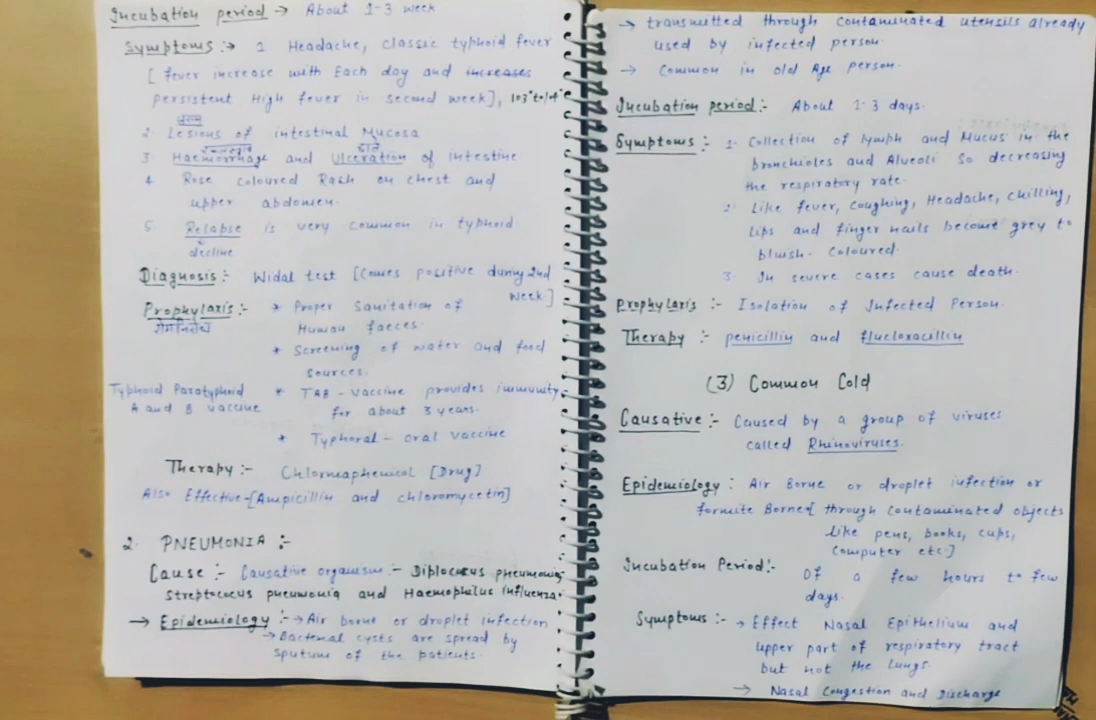 Incubation period → About 1-3 week
Symptoms :→ 1 Headache, classic typhoid fever
[ fever increase with Each day and increases
persistent High fever in second week], 103° to 104°
व्रण
2. Lesions of intestinal Mucosa
रक्तस्त्राव
3 Haemorrhage and Ulceration of intestine
4. Rose coloured Rash on chest and
upper abdomen.
5. Relapse is very common in typhoid.
decline
Diagnosis :- Widal test [Comes positive during 2nd
week]
Prophylaxis :- * Proper Sanitation of
रोगनिरोध
Human faeces.
* Screening of water and food
sources.
Typhoid Paratyphoid
A and B vaccine
* TAB - vaccine provides immunity
for about 3 years.
* Typhoral - oral vaccine
Therapy :- Chlormaphenicol [Drug]
Also Effective - [Ampicillin and chloromycetin]
2. PNEUMONIA :-
Cause :- Causative organism :- Diplococus pneumonia,
Streptococus pneumonia and Haemophilus influenza.
→ Epidemiology :- → Air borne or droplet infection
→ Bacterial cysts are spread by
sputum of the patients.
→ transmitted through contaminated utensils already
used by infected person.
→ Common in old Age person.
Incubation period :- About 1-3 days.
Symptoms :- 1. Collection of lymph and Mucus in the
bronchioles and Alveoli so decreasing
the respiratory rate.
2. Like fever, coughing, Headache, chilling,
lips and finger nails become grey to
bluish - coloured.
3. In severe cases cause death.
Prophylaxis :- Isolation of Infected Person.
Therapy :- penicillin and flucloxacillin
(3) Common Cold
Causative :- Caused by a group of viruses
called Rhinoviruses.
Epidemiology : Air Borne or droplet infection or
formite Borne[ through contaminated objects
like pens, books, cups,
Computer etc.]
Incubation Period :-
Of a few hours to few
days.
Symptoms :- → Effect Nasal Epithelium and
upper part of respiratory tract
but not the lungs.
→ Nasal Congestion and Discharge